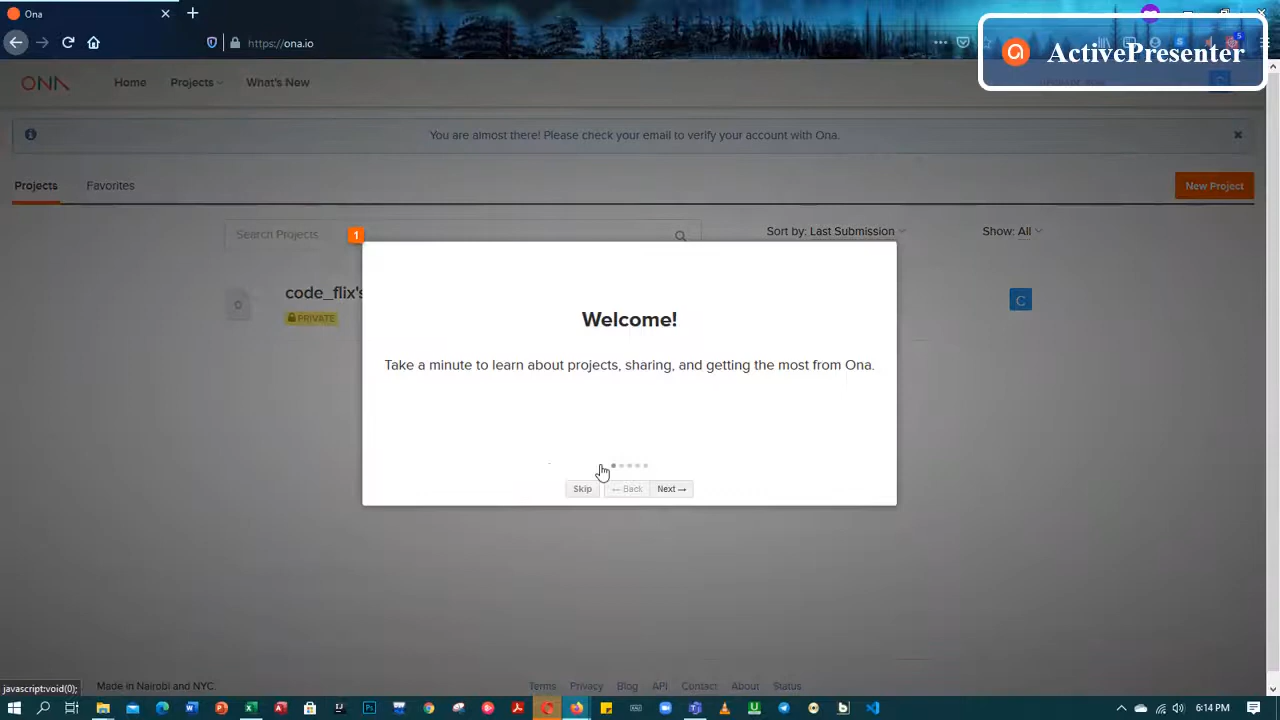 Ona
https://ona.io
5
ActivePresenter
ONA
Home
Projects
What's New
You are almost there! Please check your email to verify your account with Ona.
Projects
Favorites
New Project
Search Projects
Sort by: Last Submission
Show: All
1
code_flix's
PRIVATE
C
Welcome!
Take a minute to learn about projects, sharing, and getting the most from Ona.
Skip
← Back
Next →
javascript:void(0);
Made in Nairobi and NYC.
Terms
Privacy
Blog
API
Contact
About
Status
6:14 PM